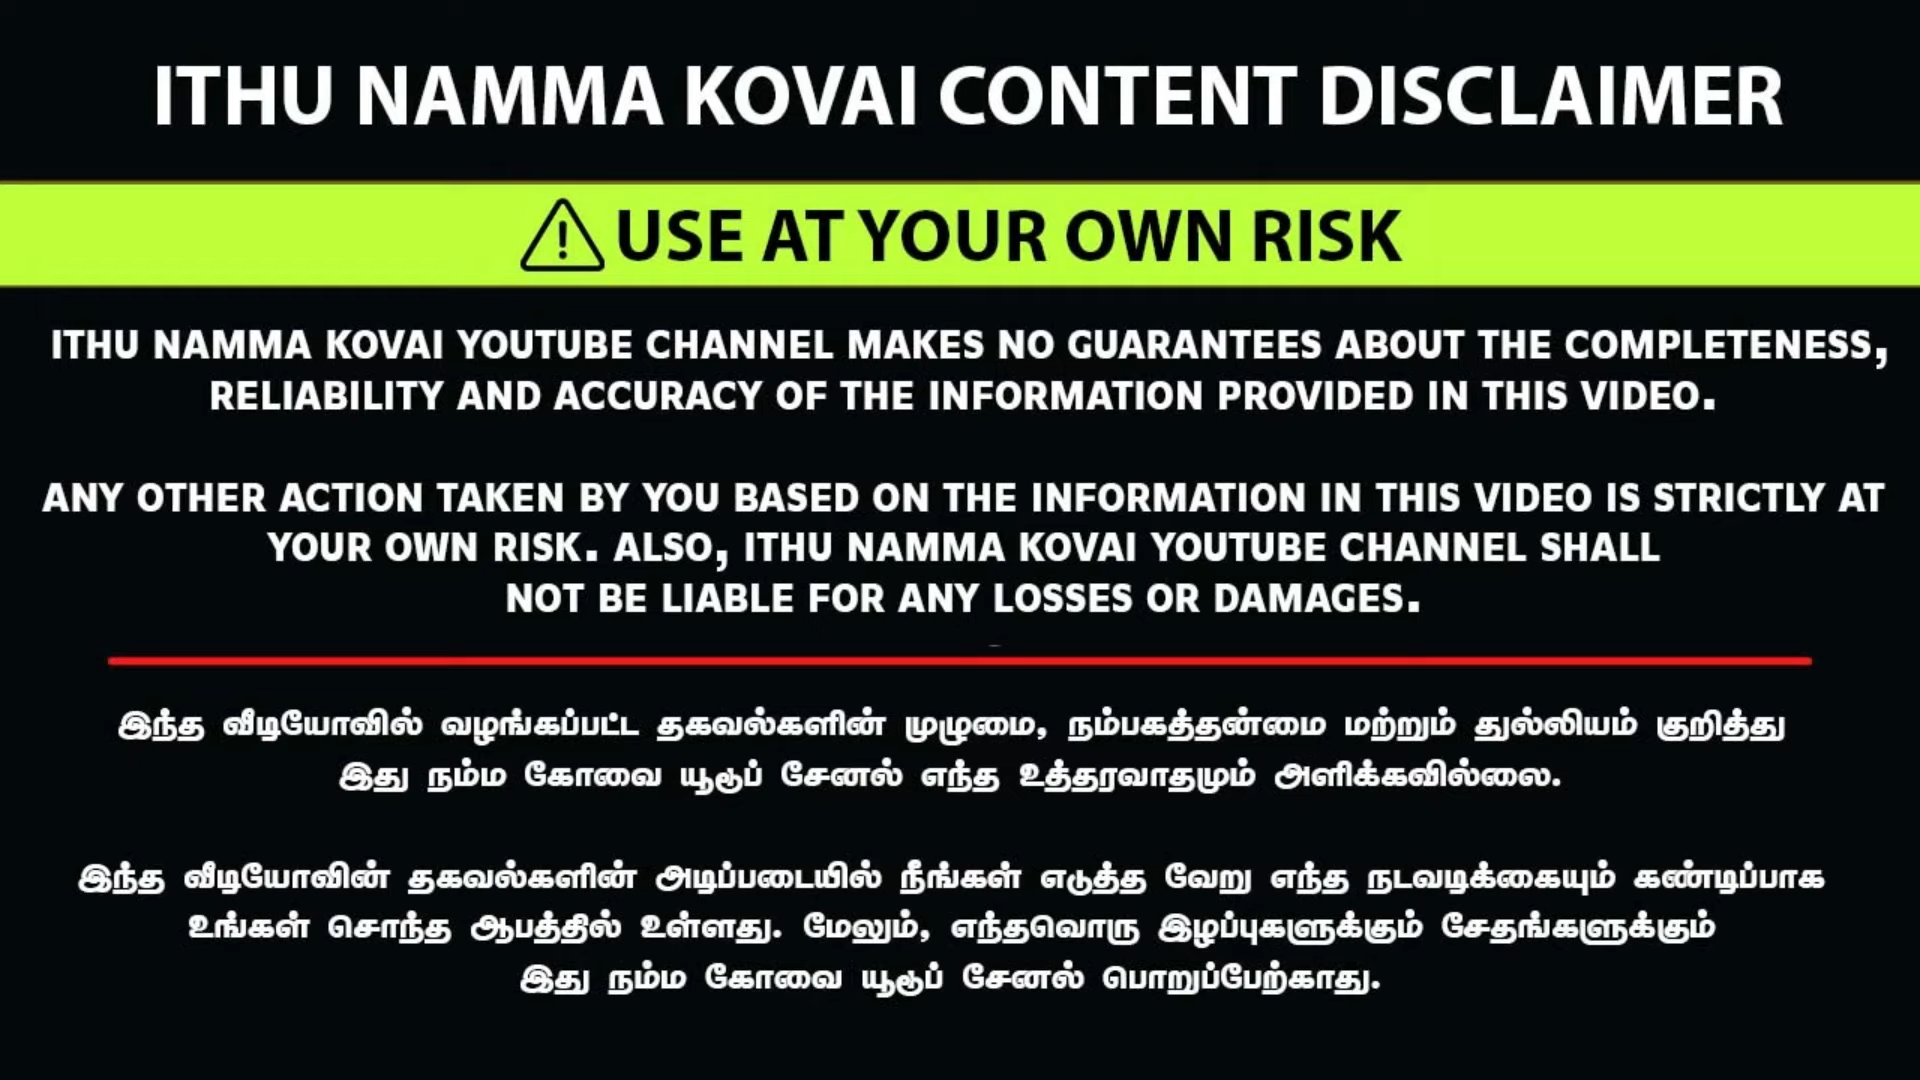 ITHU NAMMA KOVAI CONTENT DISCLAIMER
USE AT YOUR OWN RISK
ITHU NAMMA KOVAI YOUTUBE CHANNEL MAKES NO GUARANTEES ABOUT THE COMPLETENESS,
RELIABILITY AND ACCURACY OF THE INFORMATION PROVIDED IN THIS VIDEO.
ANY OTHER ACTION TAKEN BY YOU BASED ON THE INFORMATION IN THIS VIDEO IS STRICTLY AT
YOUR OWN RISK. ALSO, ITHU NAMMA KOVAI YOUTUBE CHANNEL SHALL
NOT BE LIABLE FOR ANY LOSSES OR DAMAGES.
இந்த வீடியோவில் வழங்கப்பட்ட தகவல்களின் முழுமை, நம்பகத்தன்மை மற்றும் துல்லியம் குறித்து
இது நம்ம கோவை யூடூப் சேனல் எந்த உத்தரவாதமும் அளிக்கவில்லை.
இந்த வீடியோவின் தகவல்களின் அடிப்படையில் நீங்கள் எடுத்த வேறு எந்த நடவடிக்கையும் கண்டிப்பாக
உங்கள் சொந்த ஆபத்தில் உள்ளது. மேலும், எந்தவொரு இழப்புகளுக்கும் சேதங்களுக்கும்
இது நம்ம கோவை யூடூப் சேனல் பொறுப்பேற்காது.